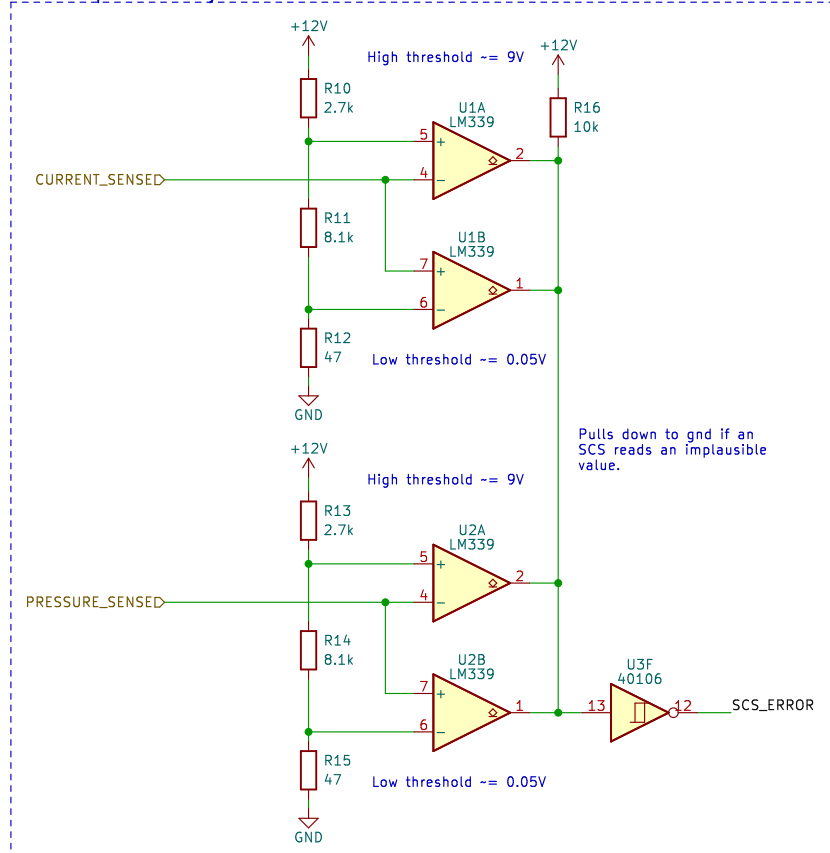 +12V
High threshold ~= 9V
+12V
R10
2.7k
R16
10k
U1A
LM339
5
+
2
4
-
CURRENT_SENSE
R11
8.1k
U1B
LM339
7
+
1
6
-
R12
47
Low threshold ~= 0.05V
GND
Pulls down to gnd if an
SCS reads an implausible
value.
+12V
High threshold ~= 9V
R13
2.7k
U2A
LM339
5
+
2
4
-
PRESSURE_SENSE
R14
8.1k
U2B
LM339
7
+
1
6
-
U3F
40106
13
12
SCS_ERROR
R15
47
Low threshold ~= 0.05V
GND